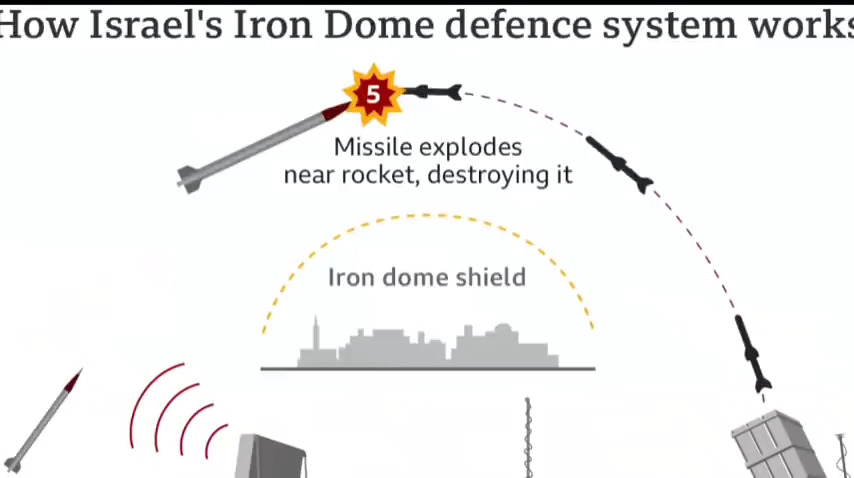 How Israel's Iron Dome defence system works
5
Missile explodes
near rocket, destroying it
Iron dome shield